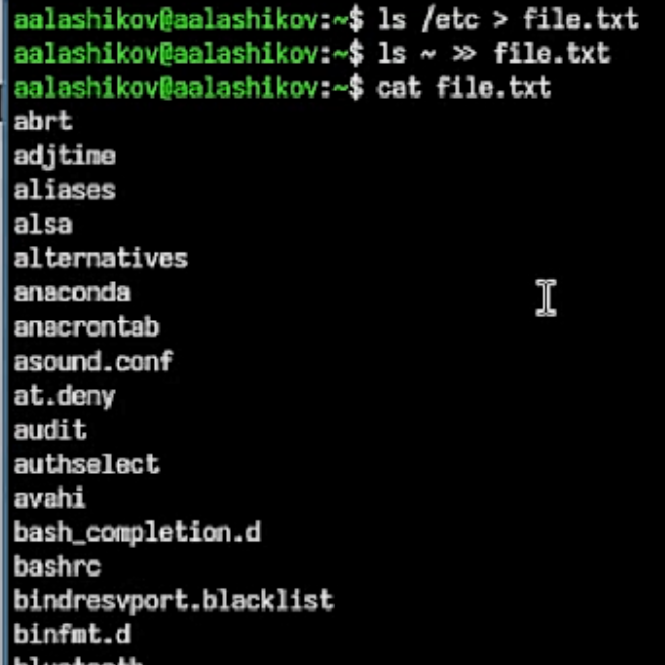 aalashikov@aalashikov:~$ ls /etc > file.txt
aalashikov@aalashikov:~$ ls ~ >> file.txt
aalashikov@aalashikov:~$ cat file.txt
abrt
adjtime
aliases
alsa
alternatives
anaconda
anacrontab
asound.conf
at.deny
audit
authselect
avahi
bash_completion.d
bashrc
bindresvport.blacklist
binfmt.d